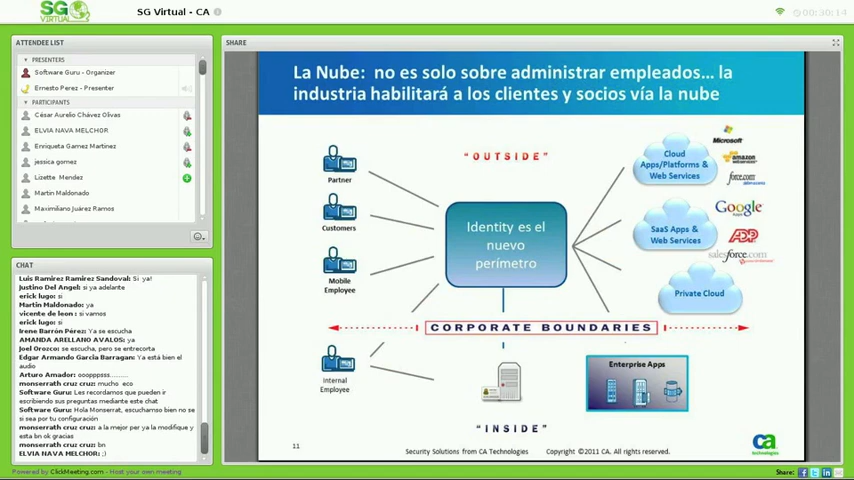 SG VIRTUAL
SG Virtual - CA
00:30:14
ATTENDEE LIST
PRESENTERS
Software Guru - Organizer
Ernesto Perez - Presenter
PARTICIPANTS
César Aurelio Chávez Olivas
ELVIA NAVA MELCHOR
Enriqueta Gamez Martinez
jessica gomez
Lizette Mendez
Martin Maldonado
Maximiliano Juárez Ramos
CHAT
Luis Ramirez Ramirez Sandoval: Si ya!
Justino Del Angel: si ya adelante
erick lugo: si
Martin Maldonado: ya
vicente de leon : si vamos
erick lugo: si
Irene Barrón Pérez: Ya se escucha
AMANDA ARELLANO AVALOS: ya
Joel Orozco: se escucha, pero se entrecorta
Edgar Armando Garcia Barragan: Ya está bien el
audio
Arturo Amador: ooopppsss.........
monserrath cruz cruz: mucho eco
Software Guru: Les recordamos que pueden ir
escribiendo sus preguntas mediante este chat
Software Guru: Hola Monserrat, escuchamso bien no se
si sea por tu configuración
monserrath cruz cruz: a la mejor per ya la modifique y
esta bn ok gracias
monserrath cruz cruz: bn
ELVIA NAVA MELCHOR: ;)
SHARE
La Nube: no es solo sobre administrar empleados... la
industria habilitará a los clientes y socios vía la nube
"OUTSIDE"
Partner
Customers
Mobile
Employee
Identity es el
nuevo
perímetro
Cloud
Apps/Platforms &
Web Services
Microsoft
amazon
webservices
force.com
SaaS Apps &
Web Services
Google
Apps
ADP
salesforce.com
Private Cloud
CORPORATE BOUNDARIES
Internal
Employee
Enterprise Apps
"INSIDE"
11
Security Solutions from CA Technologies Copyright ©2011 CA. All rights reserved.
ca
technologies
Powered by ClickMeeting.com - Host your own meeting
Share: